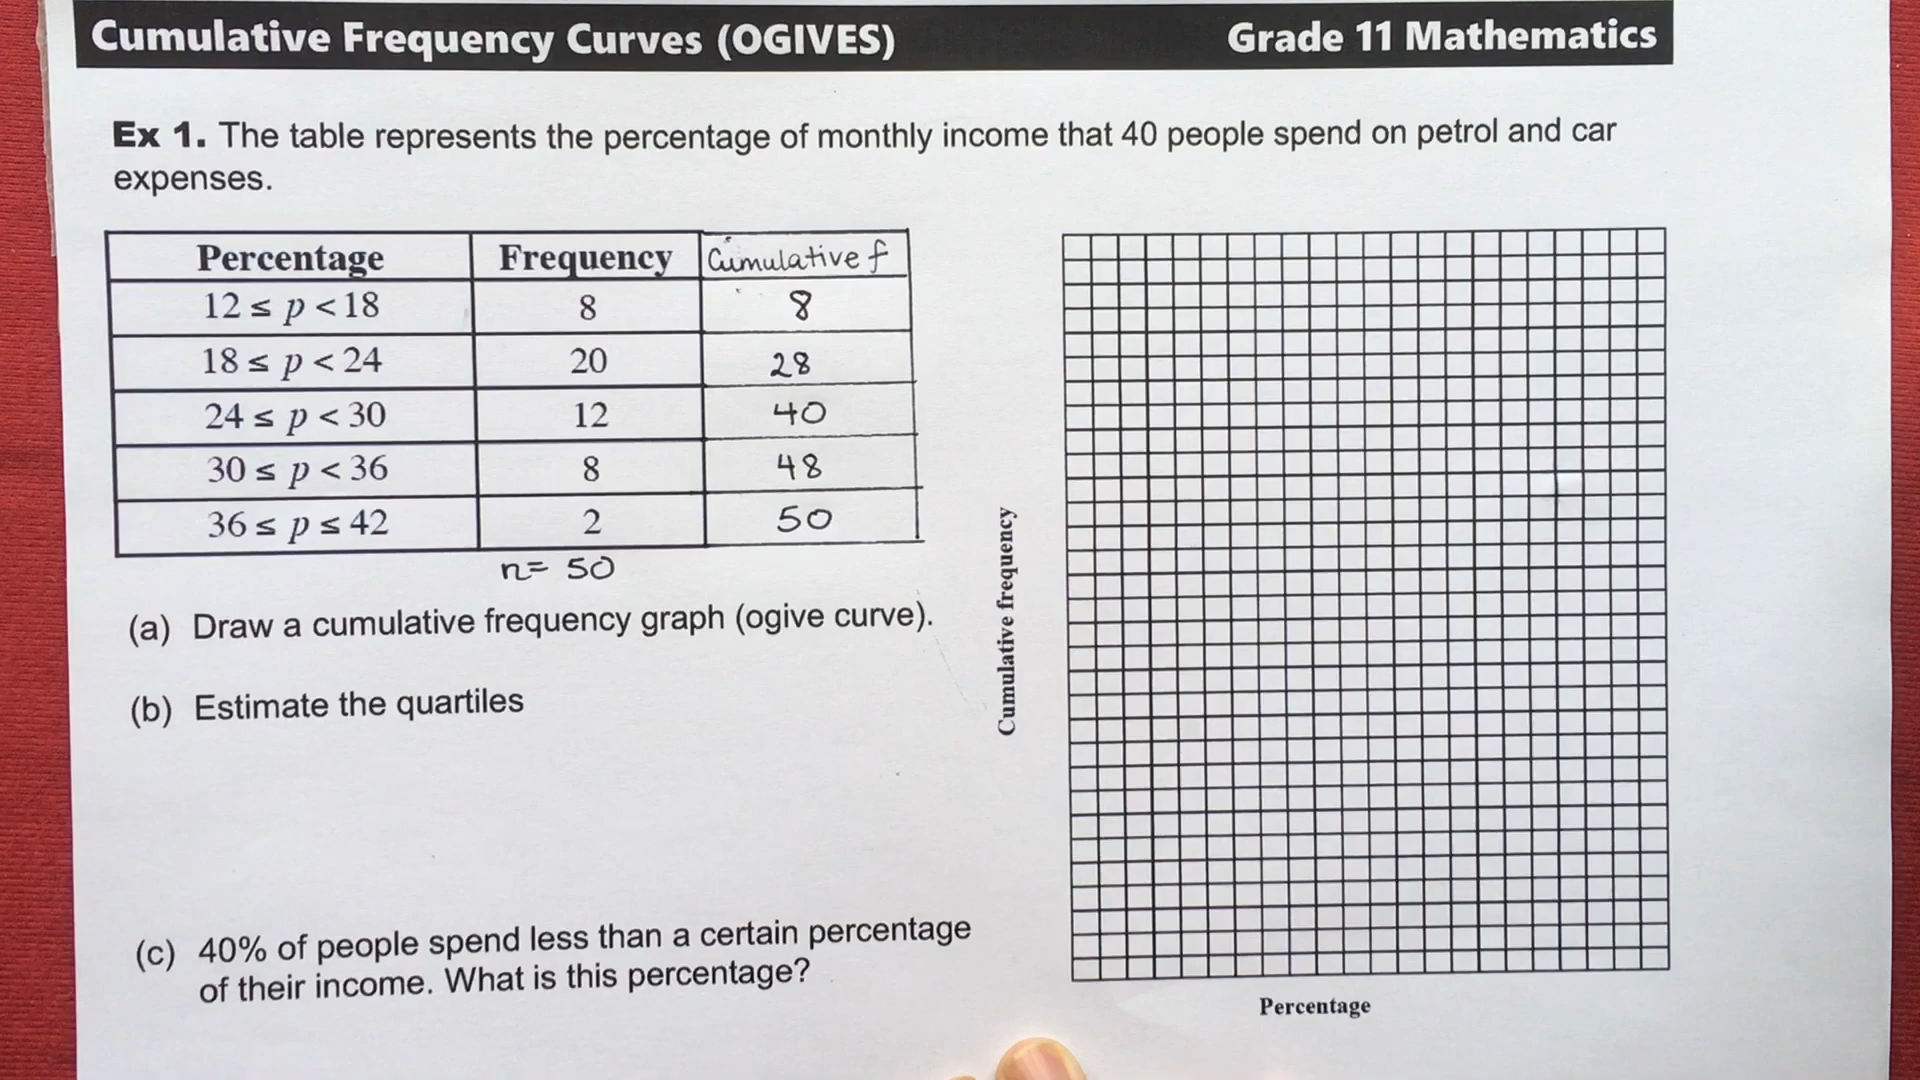 Cumulative Frequency Curves (OGIVES) Grade 11 Mathematics
Ex 1. The table represents the percentage of monthly income that 40 people spend on petrol and car
expenses.
Percentage Frequency Cumulative f
12 ≤ p < 18 8 8
18 ≤ p < 24 20 28
24 ≤ p < 30 12 40
30 ≤ p < 36 8 48
36 ≤ p ≤ 42 2 50
n= 50
(a) Draw a cumulative frequency graph (ogive curve).
(b) Estimate the quartiles
(c) 40% of people spend less than a certain percentage
of their income. What is this percentage?
Cumulative frequency
Percentage